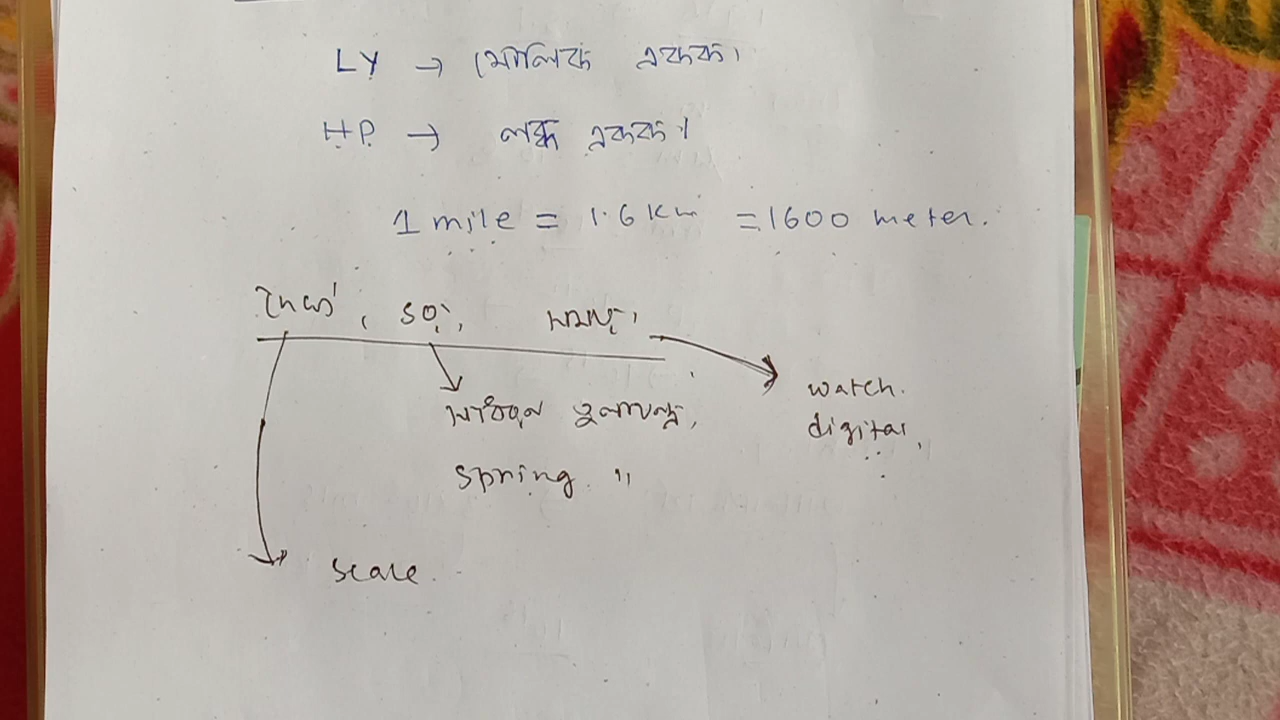 LY → মৌলিক একক।
HP → লব্ধ একক।
1 mile = 1.6 km = 1600 meter.
দৈর্ঘ্য, ভর, সময়।
watch.
সাধারণ তুলাযন্ত্র,
digital,
spring "
scale.